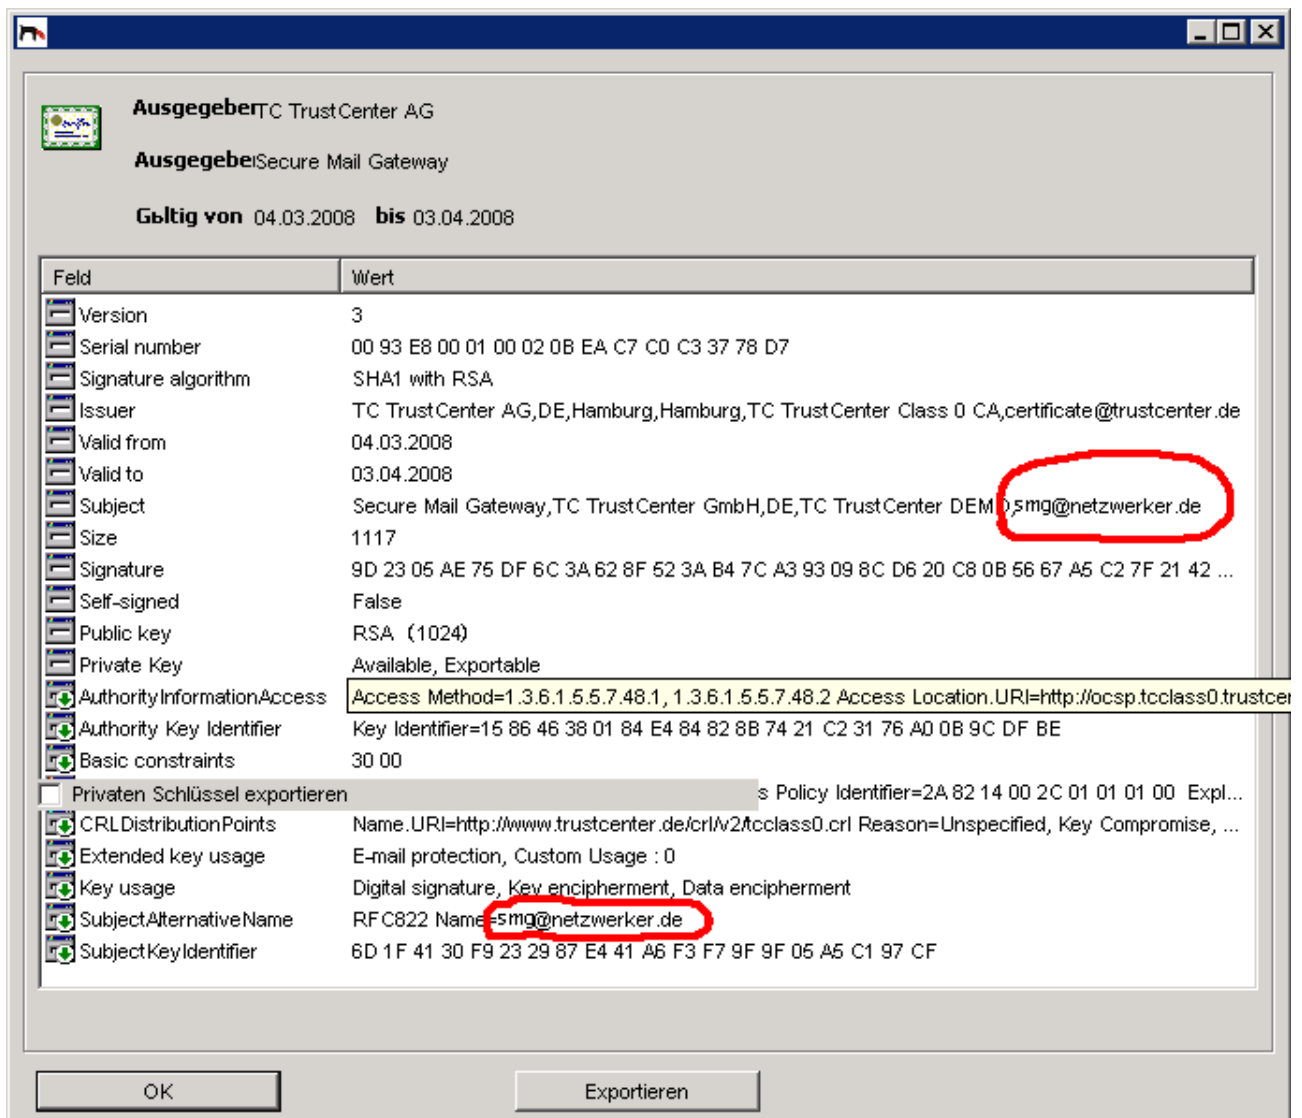 Ausgegeber TC TrustCenter AG
Ausgegebe Secure Mail Gateway
Gьltig von 04.03.2008 bis 03.04.2008
Feld Wert
Version 3
Serial number 00 93 E8 00 01 00 02 0B EA C7 C0 C3 37 78 D7
Signature algorithm SHA1 with RSA
Issuer TC TrustCenter AG,DE,Hamburg,Hamburg,TC TrustCenter Class 0 CA,certificate@trustcenter.de
Valid from 04.03.2008
Valid to 03.04.2008
Subject Secure Mail Gateway,TC TrustCenter GmbH,DE,TC TrustCenter DEMO,smg@netzwerker.de
Size 1117
Signature 9D 23 05 AE 75 DF 6C 3A 62 8F 52 3A B4 7C A3 93 09 8C D6 20 C8 0B 56 67 A5 C2 7F 21 42 ...
Self-signed False
Public key RSA (1024)
Private Key Available, Exportable
AuthorityInformationAccess Access Method=1.3.6.1.5.5.7.48.1, 1.3.6.1.5.5.7.48.2 Access Location.URI=http://ocsp.tcclass0.trustcer
Authority Key Identifier Key Identifier=15 86 46 38 01 84 E4 84 82 8B 74 21 C2 31 76 A0 0B 9C DF BE
Basic constraints 30 00
Privaten Schlüssel exportieren s Policy Identifier=2A 82 14 00 2C 01 01 01 00 Expl...
CRLDistributionPoints Name.URI=http://www.trustcenter.de/crl/v2/tcclass0.crl Reason=Unspecified, Key Compromise, ...
Extended key usage E-mail protection, Custom Usage : 0
Key usage Digital signature, Key encipherment, Data encipherment
SubjectAlternativeName RFC822 Name=smg@netzwerker.de
SubjectKeyIdentifier 6D 1F 41 30 F9 23 29 87 E4 41 A6 F3 F7 9F 9F 05 A5 C1 97 CF
OK Exportieren